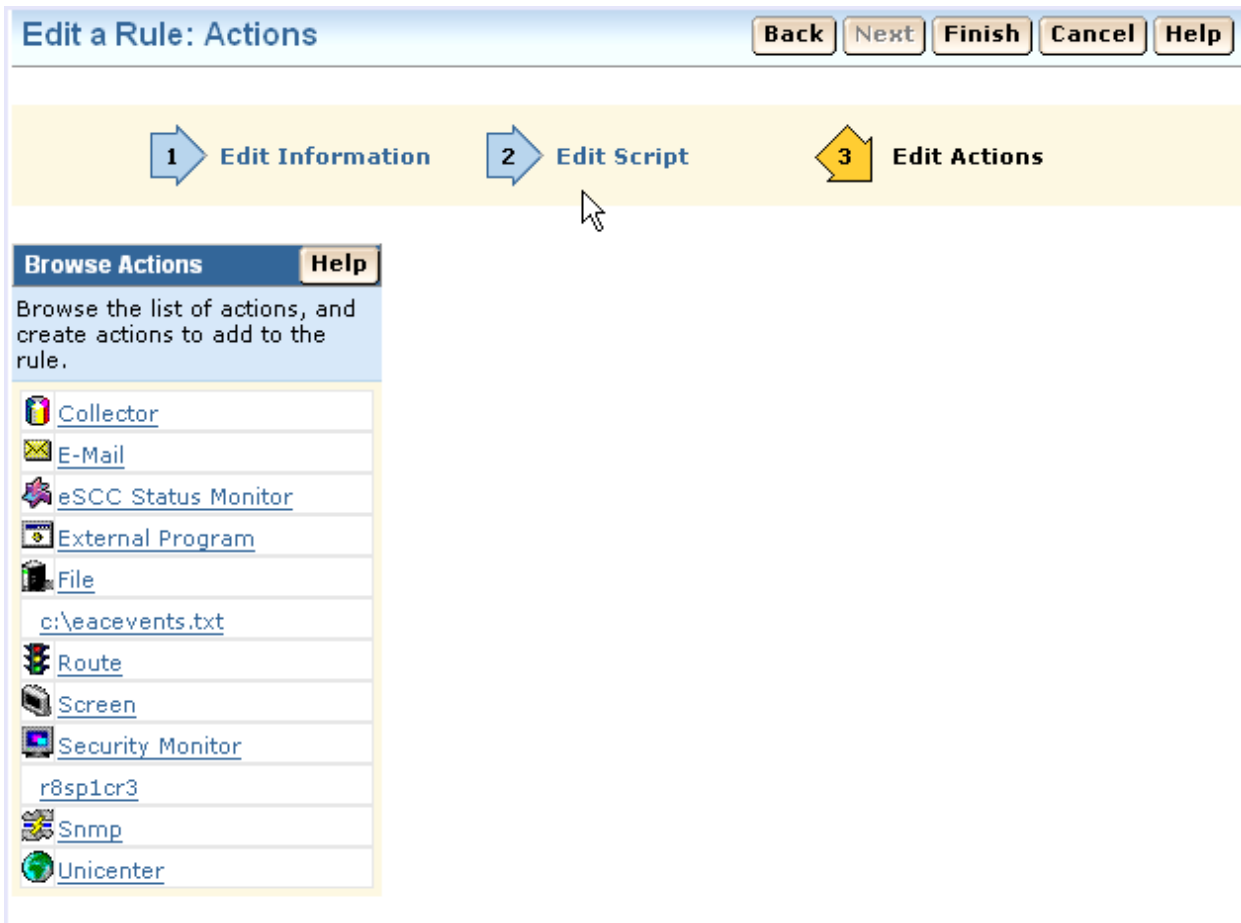 Edit a Rule: Actions Back Next Finish Cancel Help
1 Edit Information 2 Edit Script 3 Edit Actions
Browse Actions Help
Browse the list of actions, and
create actions to add to the
rule.
Collector
E-Mail
eSCC Status Monitor
External Program
File
c:\eacevents.txt
Route
Screen
Security Monitor
r8sp1cr3
Snmp
Unicenter